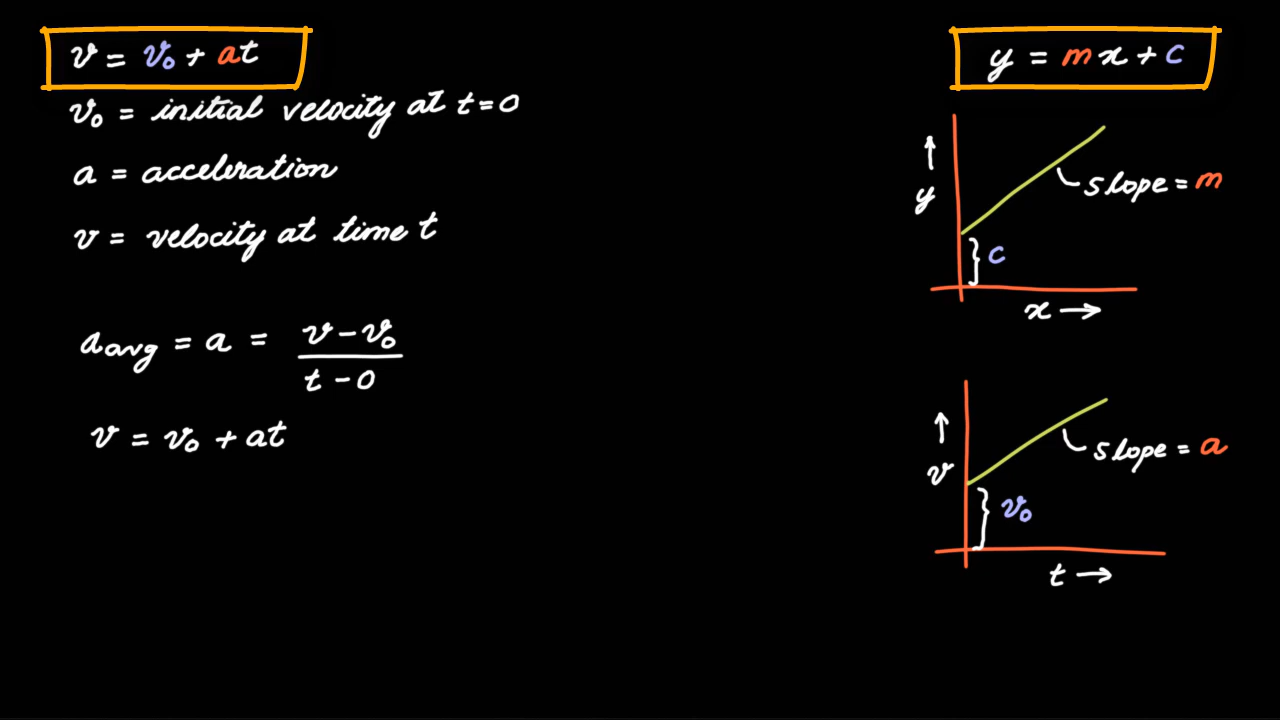 v = v₀ + at
v₀ = initial velocity at t = 0
a = acceleration
v = velocity at time t
a_avg = a = (v - v₀)/(t - 0)
v = v₀ + at
y = mx + c
y
slope = m
c
x
v
slope = a
v₀
t